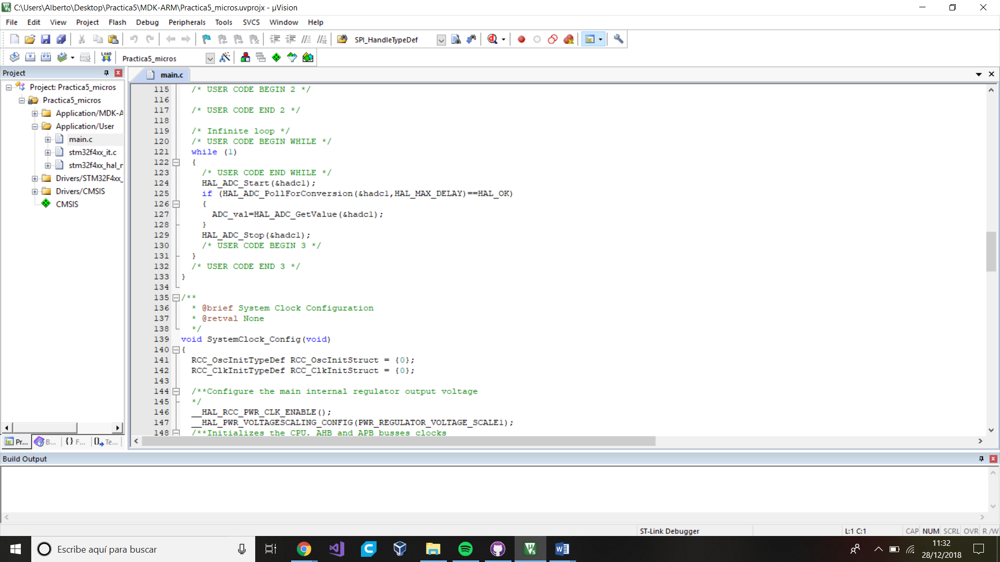 C:\Users\Alberto\Desktop\Practica5\MDK-ARM\Practica5_micros.uvprojx - µVision
File Edit View Project Flash Debug Peripherals Tools SVCS Window Help
SPI_HandleTypeDef
LOAD Practica5_micros
Project
Project: Practica5_micros
Practica5_micros
Application/MDK-A
Application/User
main.c
stm32f4xx_it.c
stm32f4xx_hal_r
Drivers/STM32F4xx_
Drivers/CMSIS
CMSIS
Pr... B... {} F... Te...
main.c
115 /* USER CODE BEGIN 2 */
116
117 /* USER CODE END 2 */
118
119 /* Infinite loop */
120 /* USER CODE BEGIN WHILE */
121 while (1)
122 {
123 /* USER CODE END WHILE */
124 HAL_ADC_Start(&hadc1);
125 if (HAL_ADC_PollForConversion(&hadc1,HAL_MAX_DELAY)==HAL_OK)
126 {
127 ADC_val=HAL_ADC_GetValue(&hadc1);
128 }
129 HAL_ADC_Stop(&hadc1);
130 /* USER CODE BEGIN 3 */
131 }
132 /* USER CODE END 3 */
133 }
134
135 /**
136 * @brief System Clock Configuration
137 * @retval None
138 */
139 void SystemClock_Config(void)
140 {
141 RCC_OscInitTypeDef RCC_OscInitStruct = {0};
142 RCC_ClkInitTypeDef RCC_ClkInitStruct = {0};
143
144 /**Configure the main internal regulator output voltage
145 */
146 __HAL_RCC_PWR_CLK_ENABLE();
147 __HAL_PWR_VOLTAGESCALING_CONFIG(PWR_REGULATOR_VOLTAGE_SCALE1);
148 /**Initializes the CPU, AHB and APB busses clocks
Build Output
ST-Link Debugger L:1 C:1 CAP NUM SCRL OVR R/W
Escribe aquí para buscar
11:32
28/12/2018